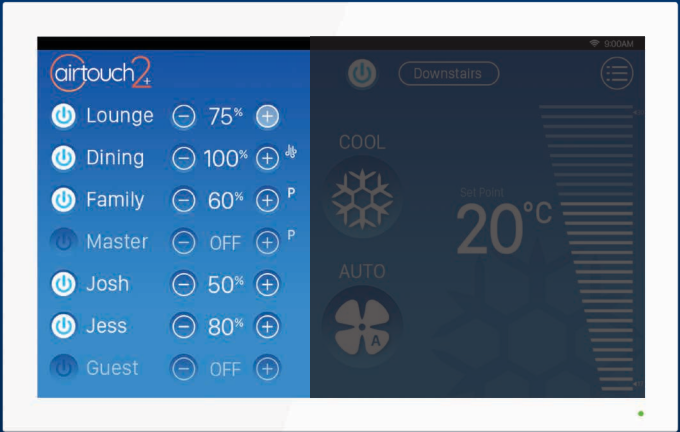 9:00AM
airtouch2+
Downstairs
Lounge - 75% +
Dining - 100% +
Family - 60% + P
Master - OFF + P
Josh - 50% +
Jess - 80% +
Guest - OFF +
COOL
Set Point
20°C
AUTO
A